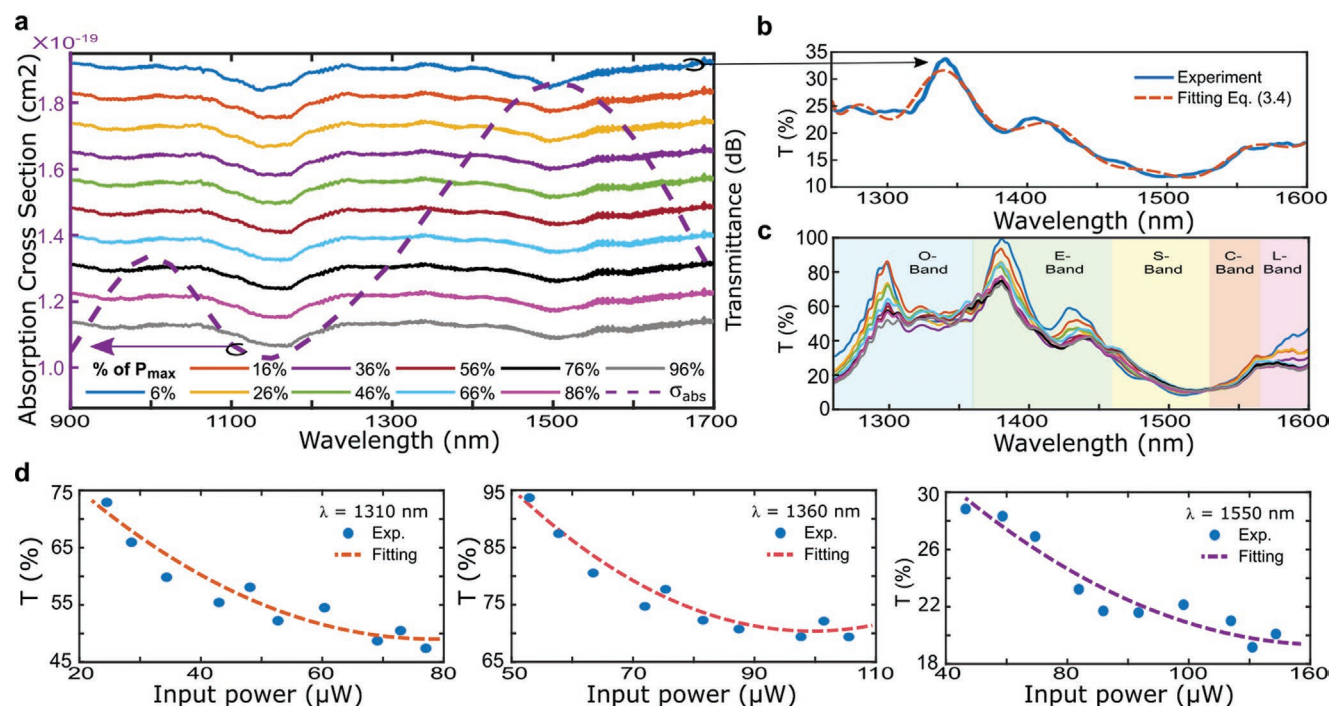 a
×10⁻¹⁹
Absorption Cross Section (cm2)
1.8
1.6
1.4
1.2
1.0
% of Pmax
16%
36%
56%
76%
96%
6%
26%
46%
66%
86%
σabs
900
1100
1300
1500
1700
Wavelength (nm)
Transmittance (dB)
b
35
30
25
20
15
10
T (%)
Experiment
Fitting Eq. (3.4)
1300
1400
1500
1600
Wavelength (nm)
c
100
80
60
40
20
0
T (%)
O-
Band
E-
Band
S-
Band
C-
Band
L-
Band
1300
1400
1500
1600
Wavelength (nm)
d
75
65
55
45
T (%)
λ = 1310 nm
Exp.
Fitting
20
40
60
80
Input power (µW)
95
85
75
65
T (%)
λ = 1360 nm
Exp.
Fitting
50
70
90
110
Input power (µW)
30
26
22
18
T (%)
λ = 1550 nm
Exp.
Fitting
40
60
80
100
160
Input power (µW)